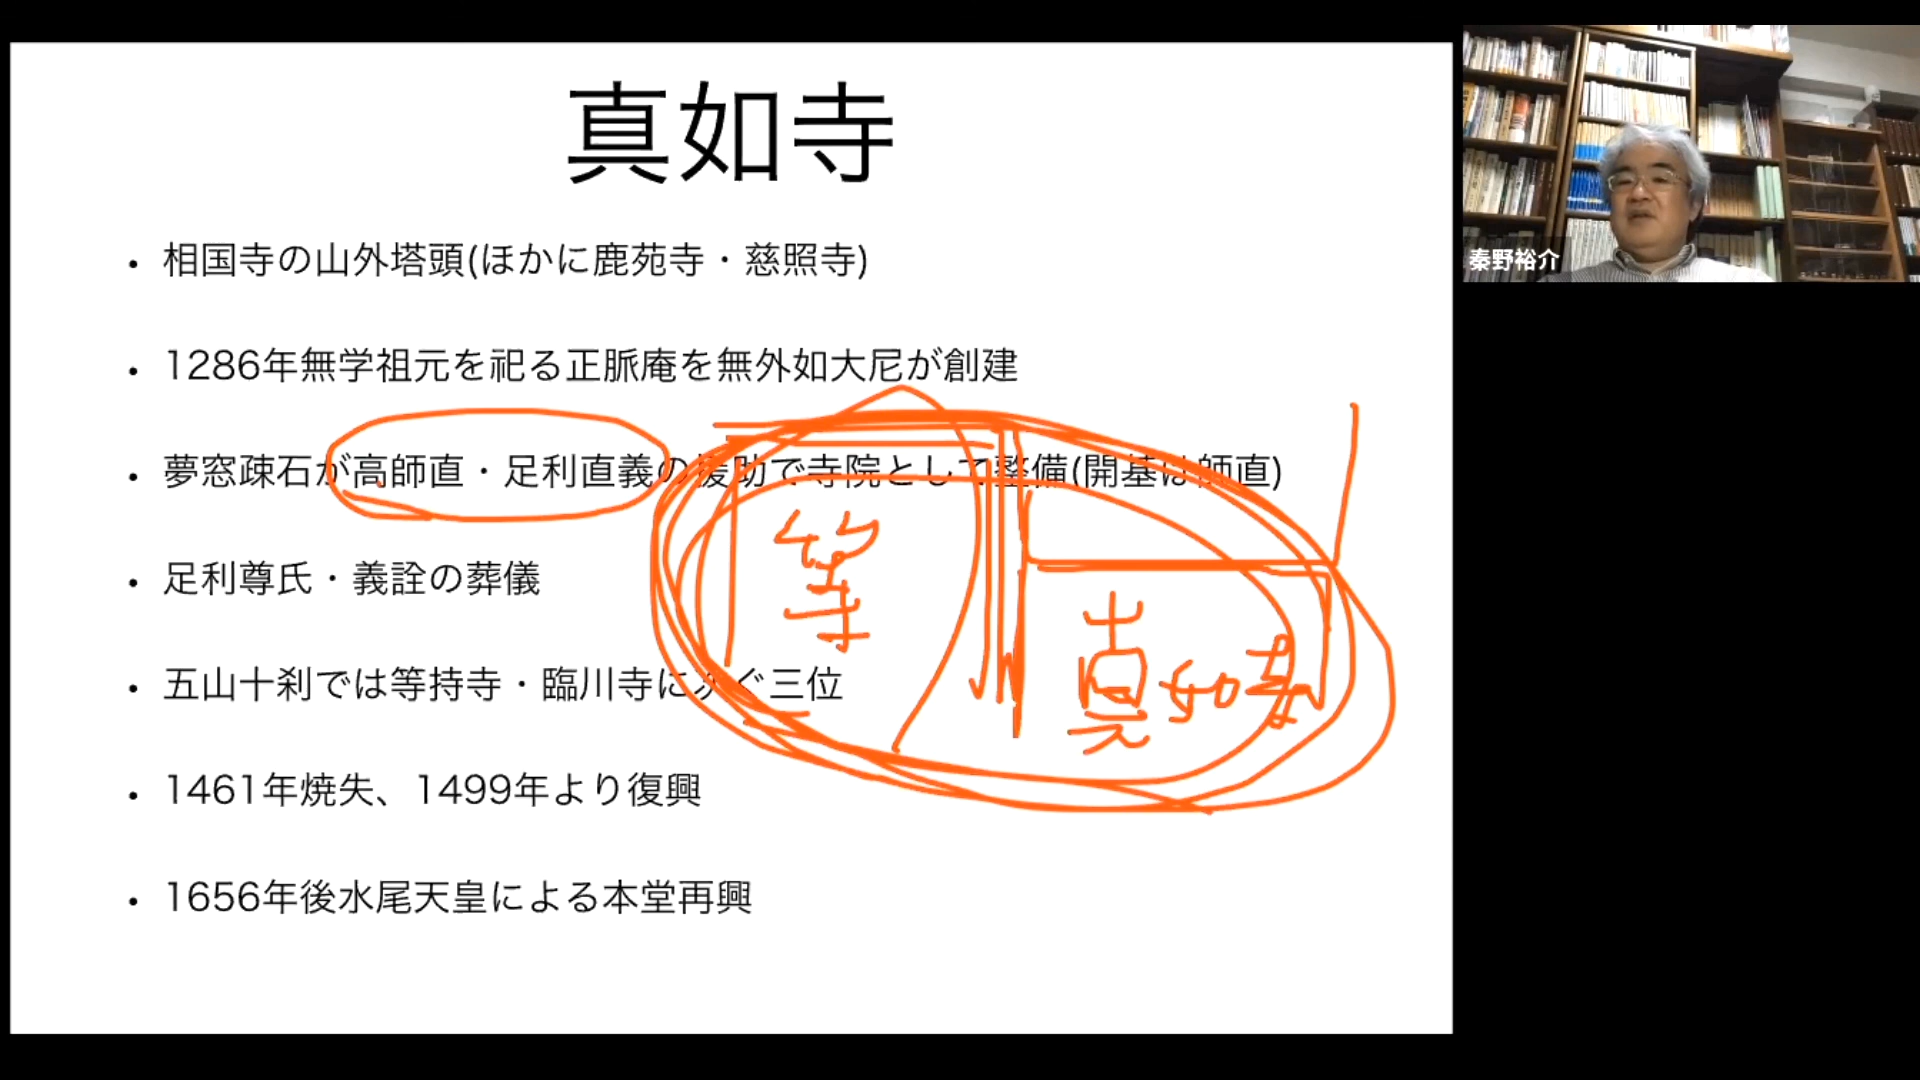 真如寺
・相国寺の山外塔頭(ほかに鹿苑寺・慈照寺)
・1286年無学祖元を祀る正脈庵を無外如大尼が創建
・夢窓疎石が高師直・足利直義の援助で寺院として整備(開基は師直)
・足利尊氏・義詮の葬儀
・五山十刹では等持寺・臨川寺に次ぐ三位
・1461年焼失、1499年より復興
・1656年後水尾天皇による本堂再興
等
真如寺
秦野裕介